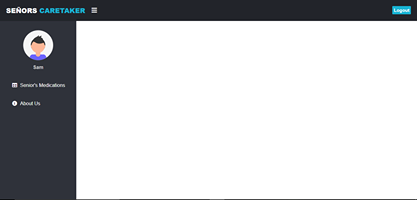 SEÑORS CARETAKER
Logout
Sam
Senior's Medications
About Us